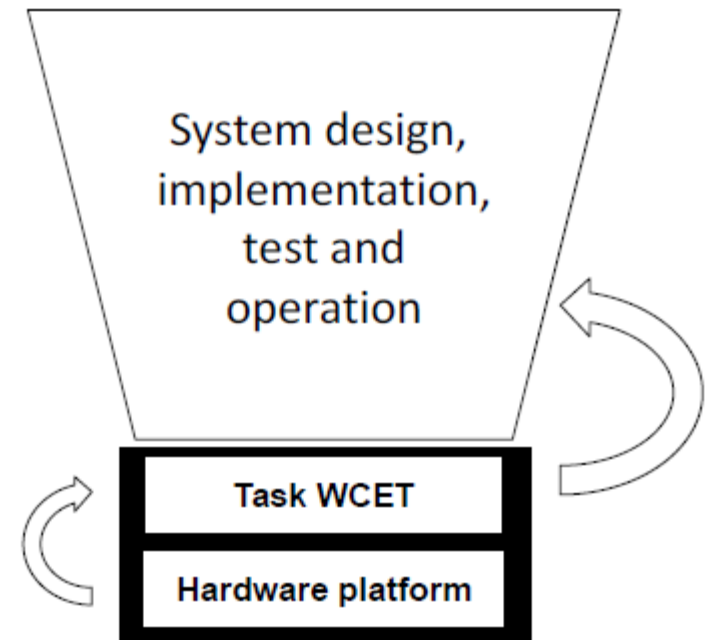 System design,
implementation,
test and
operation
Task WCET
Hardware platform